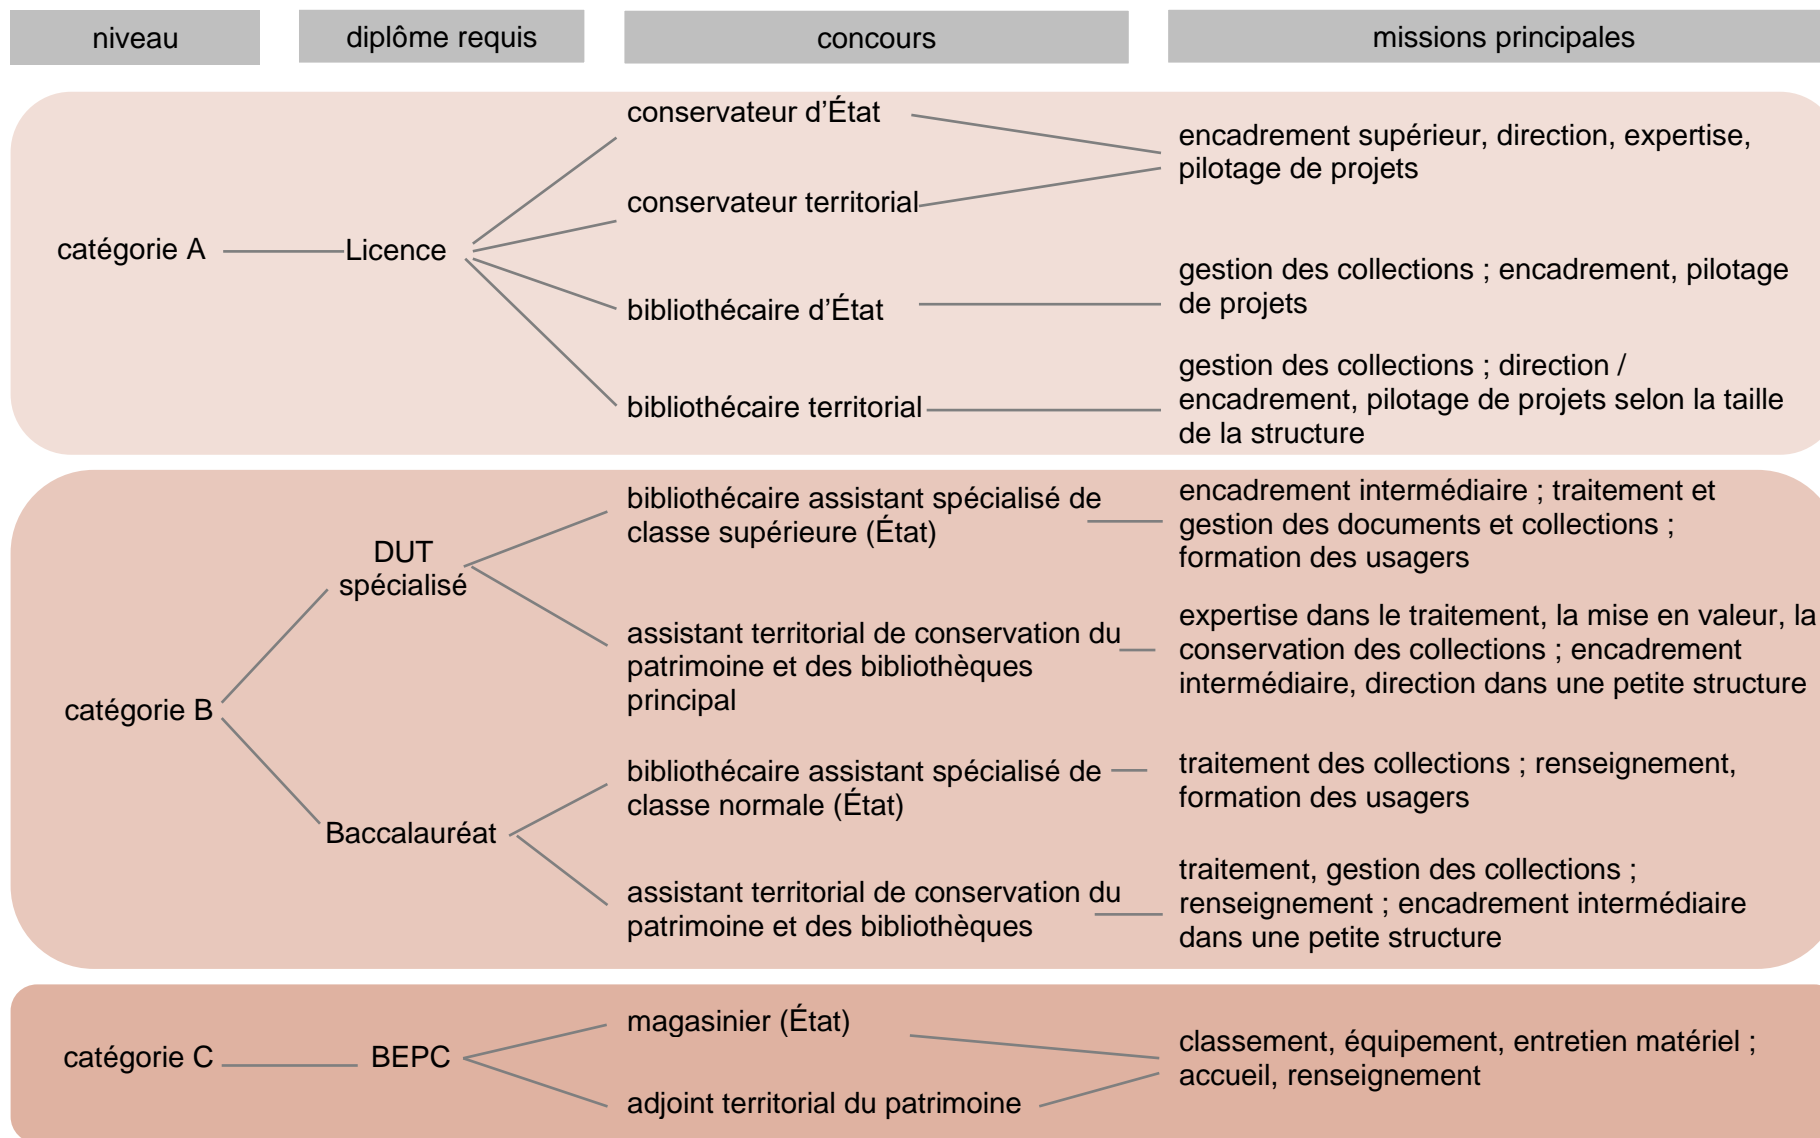 niveau
diplôme requis
concours
missions principales
catégorie A
Licence
conservateur d’État
conservateur territorial
bibliothécaire d’État
bibliothécaire territorial
encadrement supérieur, direction, expertise,
pilotage de projets
gestion des collections ; encadrement, pilotage
de projets
gestion des collections ; direction /
encadrement, pilotage de projets selon la taille
de la structure
catégorie B
DUT
spécialisé
bibliothécaire assistant spécialisé de
classe supérieure (État)
encadrement intermédiaire ; traitement et
gestion des documents et collections ;
formation des usagers
assistant territorial de conservation du
patrimoine et des bibliothèques
principal
expertise dans le traitement, la mise en valeur, la
conservation des collections ; encadrement
intermédiaire, direction dans une petite structure
Baccalauréat
bibliothécaire assistant spécialisé de
classe normale (État)
traitement des collections ; renseignement,
formation des usagers
assistant territorial de conservation du
patrimoine et des bibliothèques
traitement, gestion des collections ;
renseignement ; encadrement intermédiaire
dans une petite structure
catégorie C
BEPC
magasinier (État)
adjoint territorial du patrimoine
classement, équipement, entretien matériel ;
accueil, renseignement